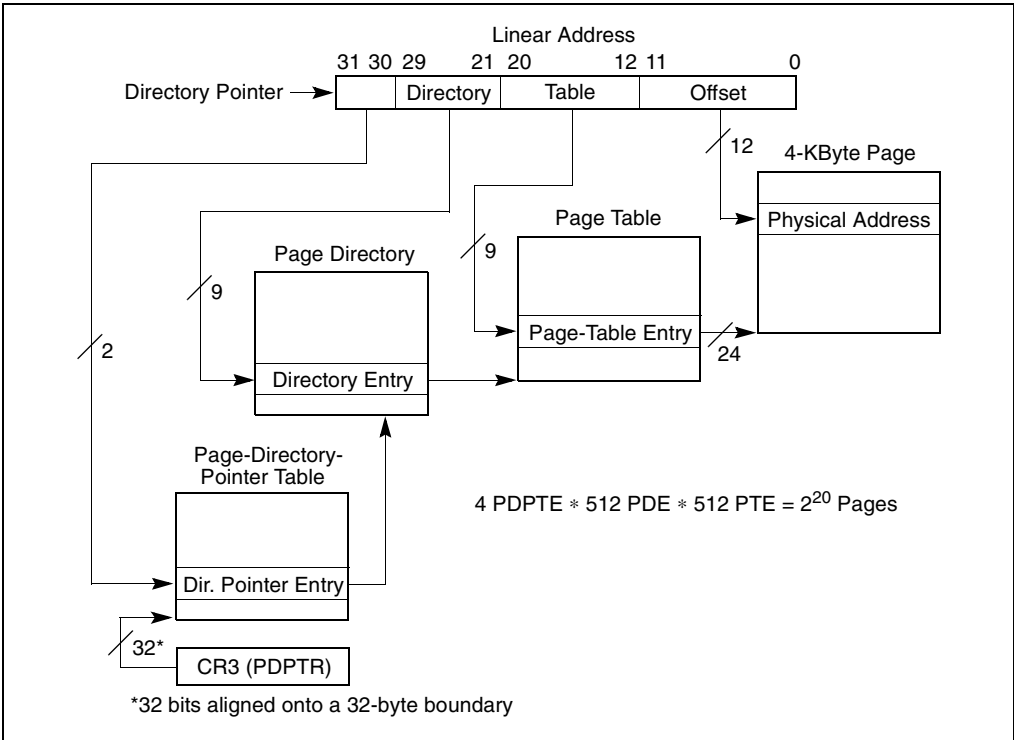 Linear Address
31 30 29 21 20 12 11 0
Directory Pointer Directory Table Offset
12
4-KByte Page
Physical Address
Page Table
9
Page-Table Entry
24
Page Directory
9
Directory Entry
2
Page-Directory-
Pointer Table
4 PDPTE * 512 PDE * 512 PTE = 2²⁰ Pages
Dir. Pointer Entry
32*
CR3 (PDPTR)
*32 bits aligned onto a 32-byte boundary